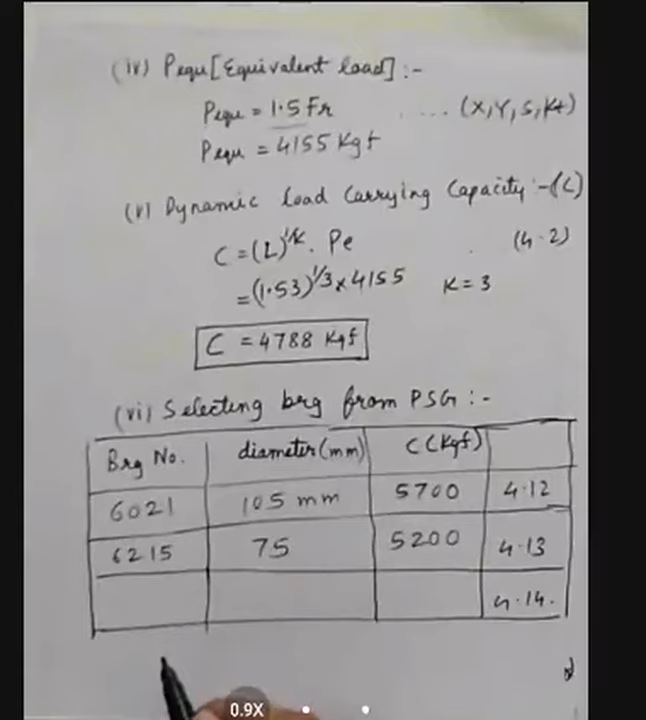 (iv) Pequ [Equivalent load] :-
Pequ = 1.5 Fr .... (X, Y, S, Kt)
Pequ = 4155 Kgf
(v) Dynamic load Carrying Capacity :- (C)
C = (L)^1/K . Pe (4.2)
= (1.53)^1/3 x 4155 K = 3
C = 4788 Kgf
(vi) Selecting brg from PSG :-
Brg No. diameter (mm) C (Kgf)
6021 105 mm 5700 4.12
6215 75 5200 4.13
4.14.
0.9X